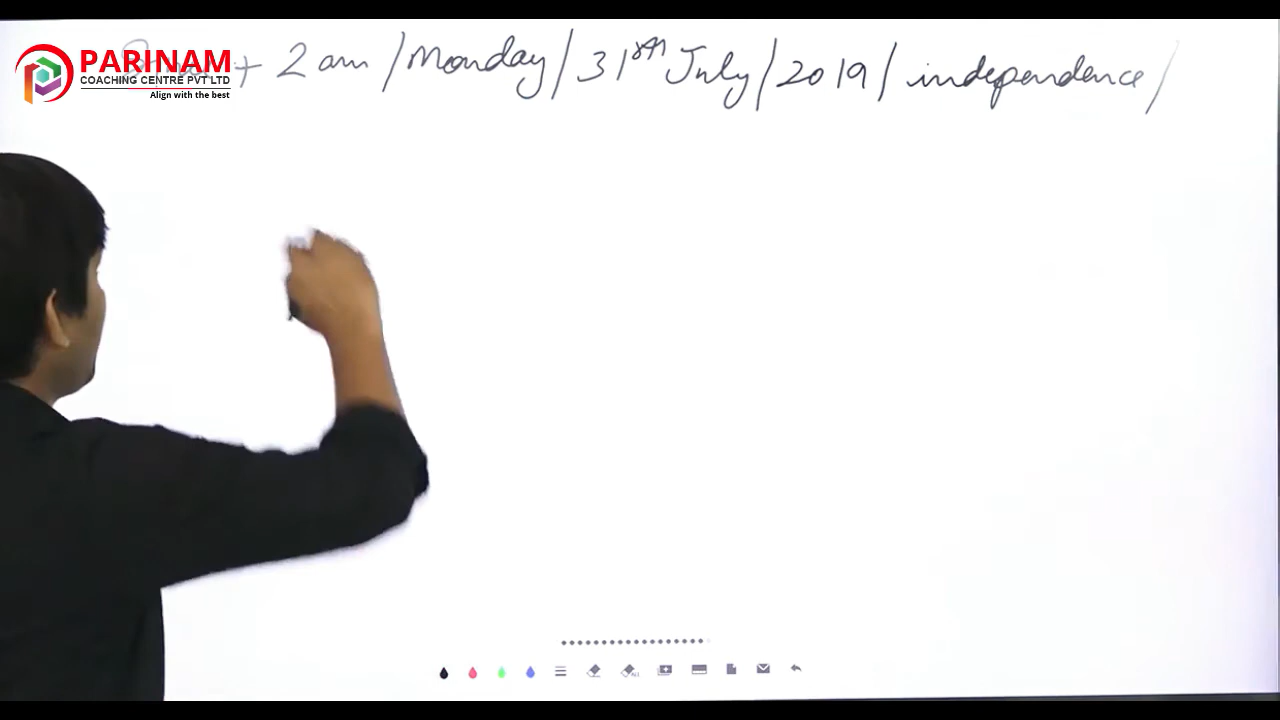 PARINAM
COACHING CENTRE PVT LTD
Align with the best
+ 2 am / Monday / 31st July / 2019 / independence /